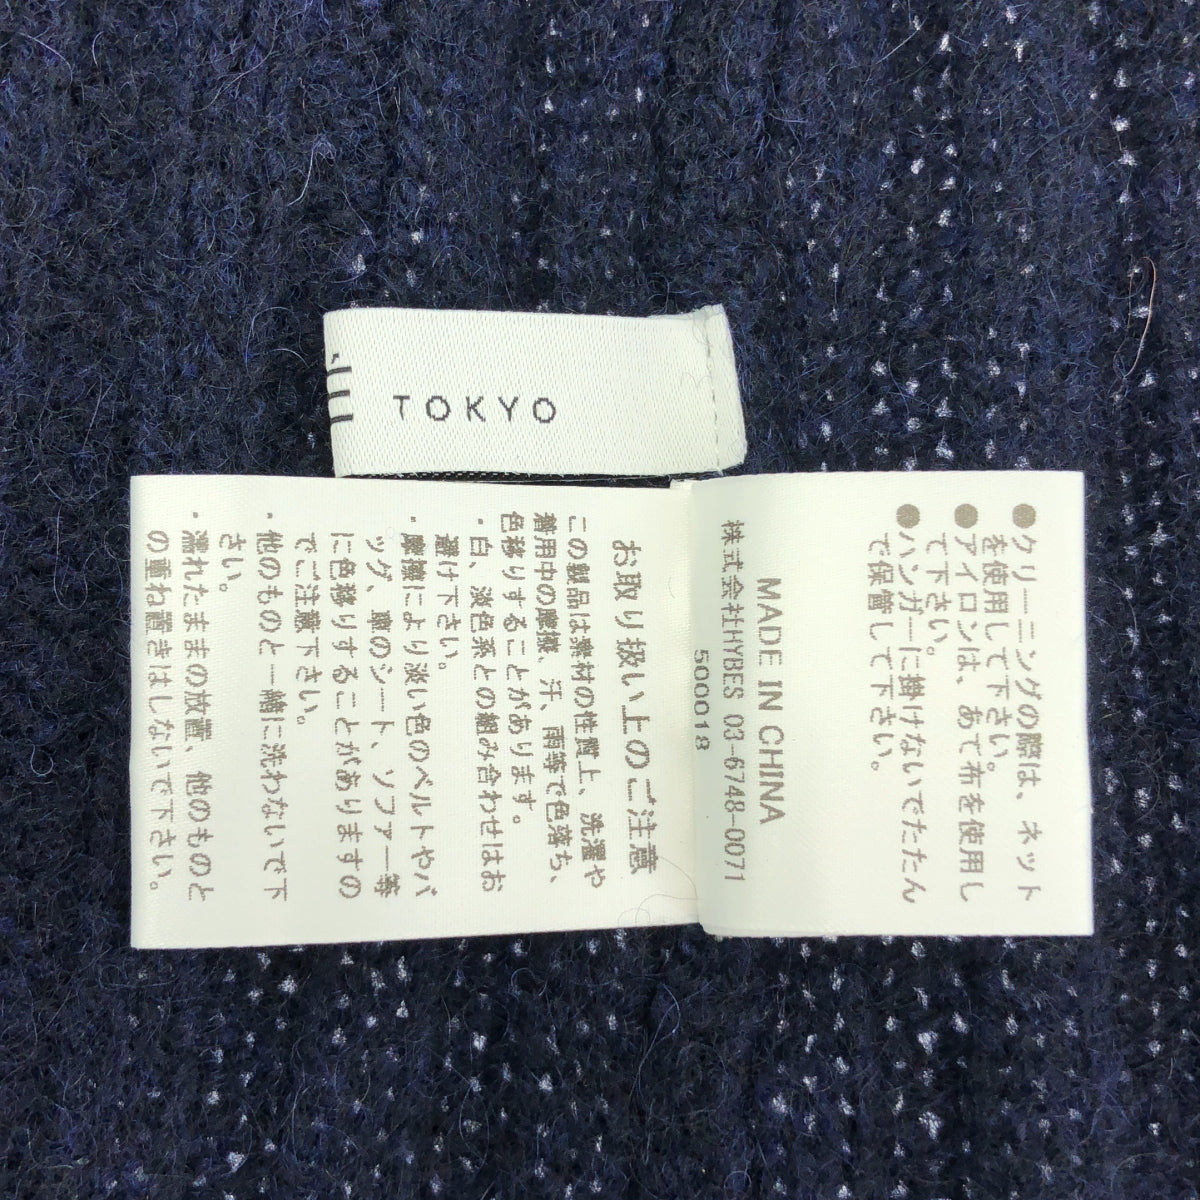 TOKYO
●クリーニングの際は、ネット
を使用して下さい。
●アイロンは、あて布を使用し
て下さい。
●ハンガーに掛けないでたたん
で保管して下さい。
MADE IN CHINA
株式会社HYBES 03-6748-0071
500018
お取り扱い上のご注意
この製品は素材の性質上、洗濯や
着用中の摩擦、汗、雨等で色落ち、
色移りすることがあります。
・白、淡色系との組み合わせはお
避け下さい。
・摩擦により淡い色のベルトやバ
ッグ、車のシート、ソファー等
に色移りすることがありますの
でご注意下さい。
・他のものと一緒に洗わないで下
さい。
・濡れたままの放置、他のものと
の重ね置きはしないで下さい。